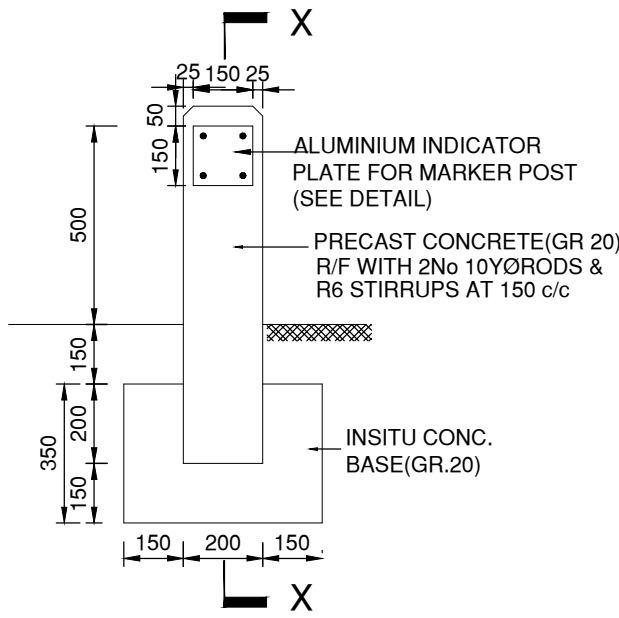 X
25 150 25
50
150
500
ALUMINIUM INDICATOR
PLATE FOR MARKER POST
(SEE DETAIL)
PRECAST CONCRETE(GR 20)
R/F WITH 2No 10YØRODS &
R6 STIRRUPS AT 150 c/c
150
200
350
150
INSITU CONC.
BASE(GR.20)
150 200 150
X